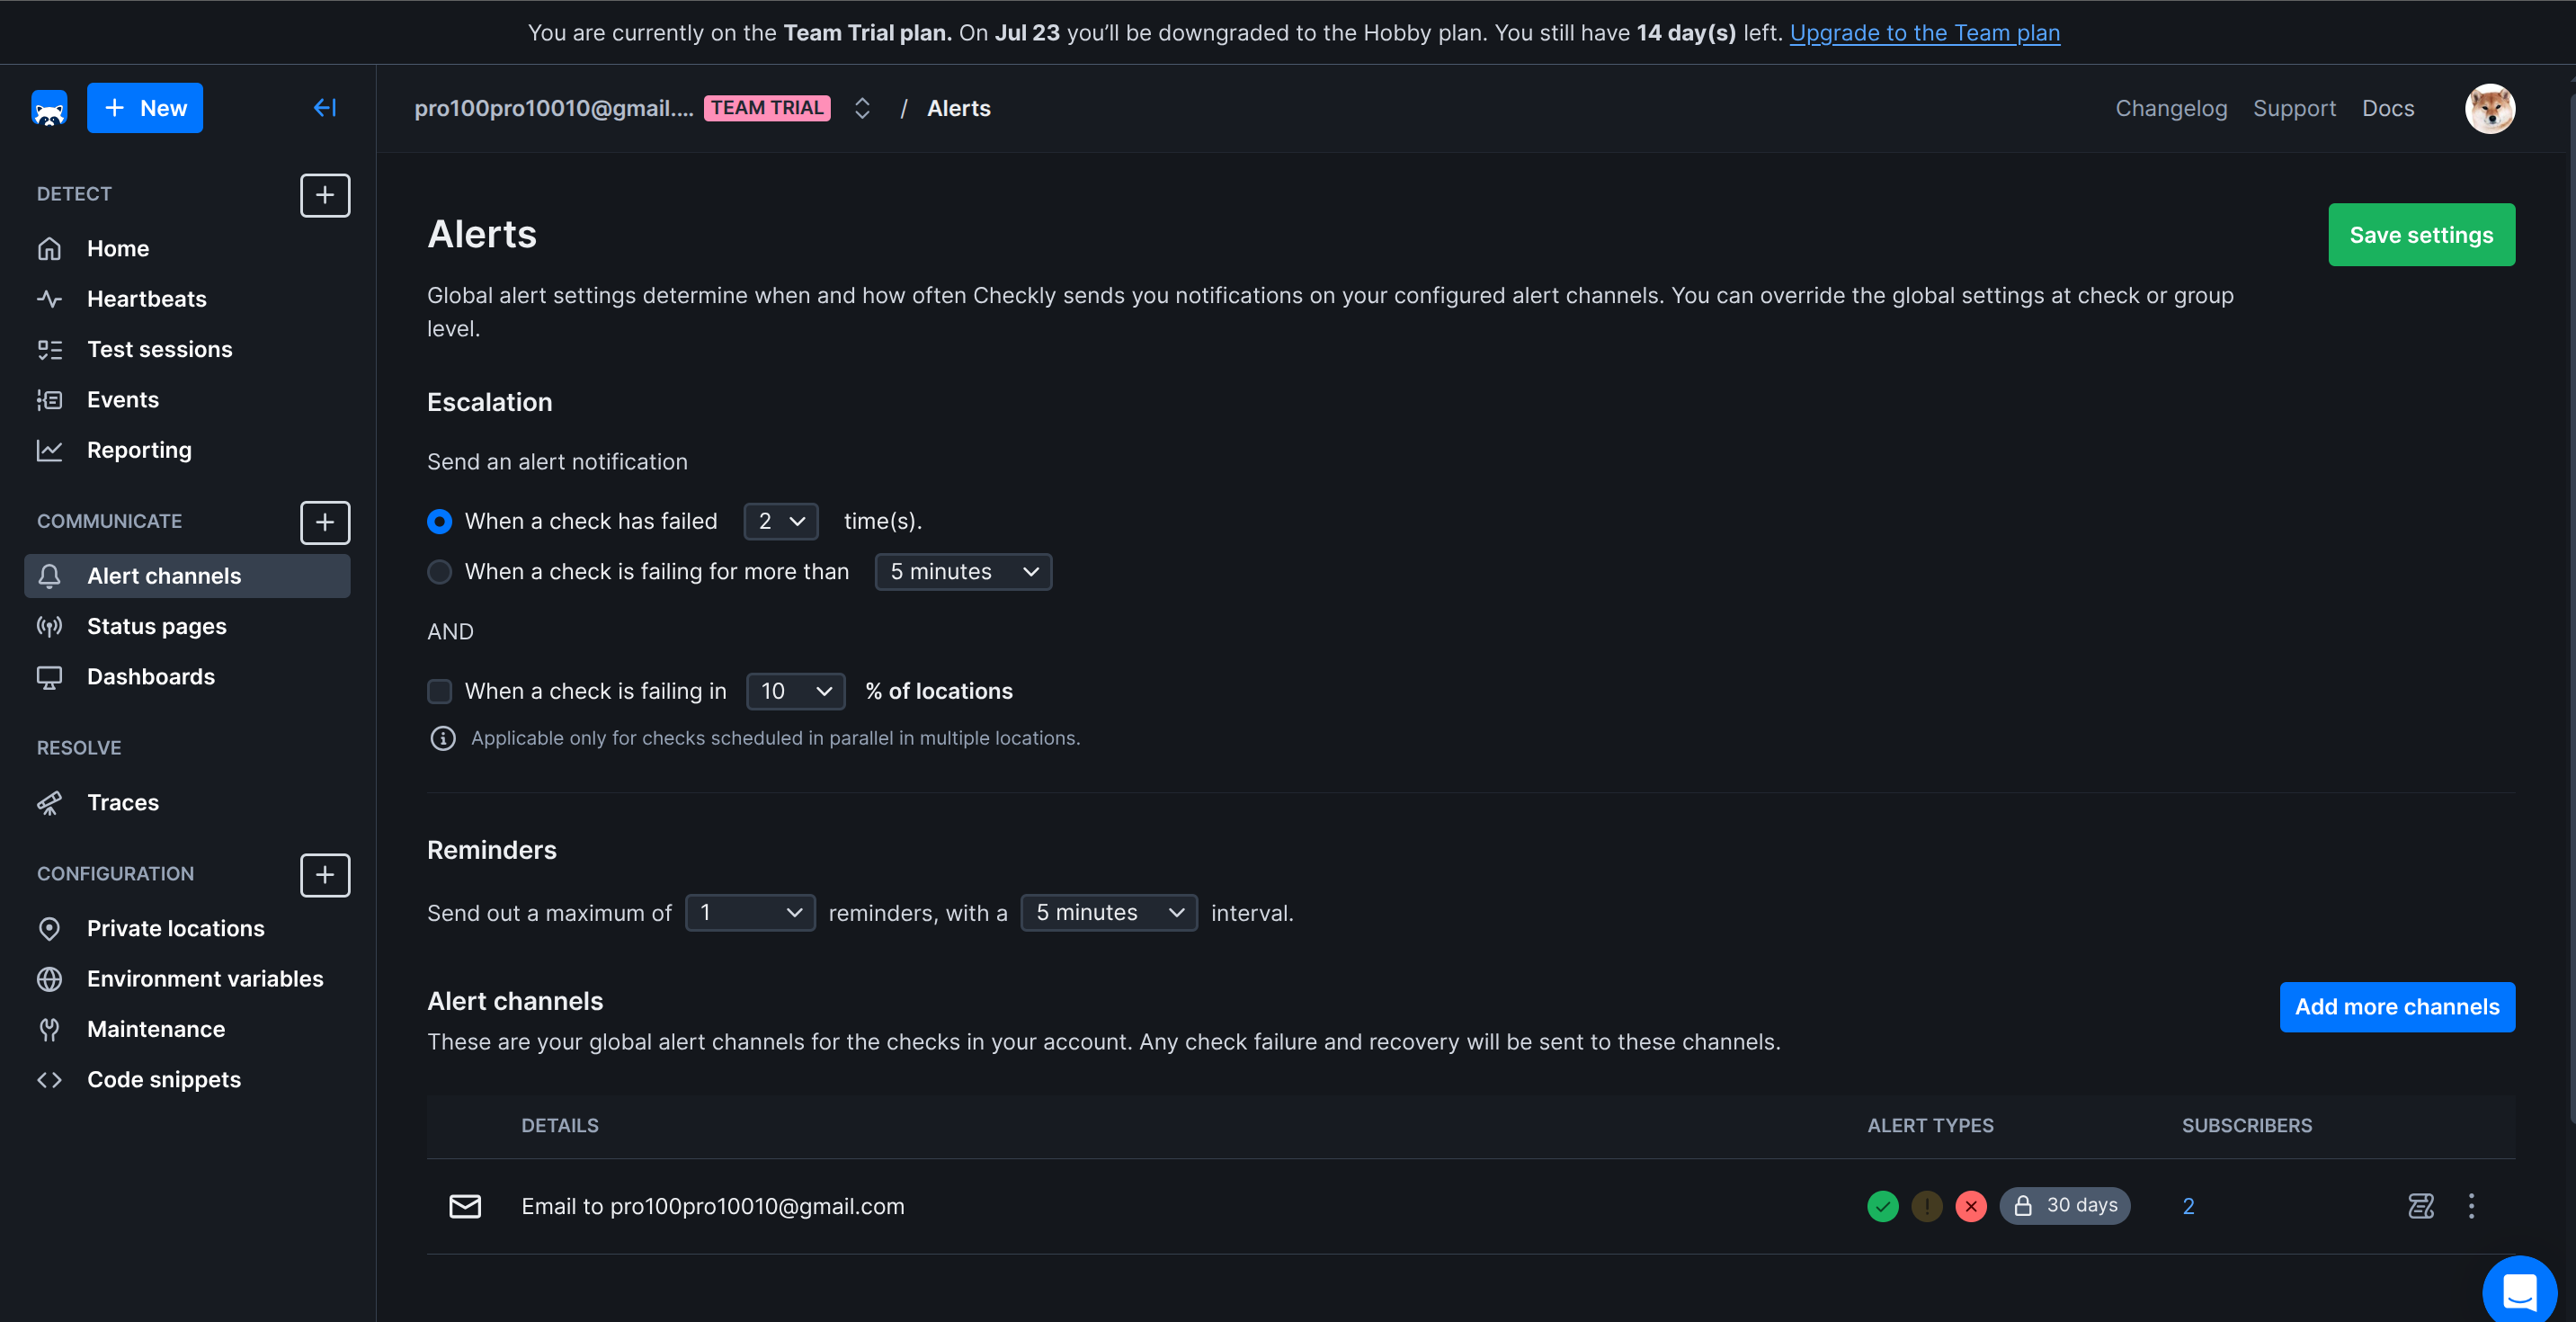 You are currently on the Team Trial plan. On Jul 23 you’ll be downgraded to the Hobby plan. You still have 14 day(s) left. Upgrade to the Team plan
New
pro100pro10010@gmail.... TEAM TRIAL / Alerts
Changelog Support Docs
DETECT
Home
Heartbeats
Test sessions
Events
Reporting
COMMUNICATE
Alert channels
Status pages
Dashboards
RESOLVE
Traces
CONFIGURATION
Private locations
Environment variables
Maintenance
Code snippets
Alerts
Save settings
Global alert settings determine when and how often Checkly sends you notifications on your configured alert channels. You can override the global settings at check or group
level.
Escalation
Send an alert notification
When a check has failed 2 time(s).
When a check is failing for more than 5 minutes
AND
When a check is failing in 10 % of locations
Applicable only for checks scheduled in parallel in multiple locations.
Reminders
Send out a maximum of 1 reminders, with a 5 minutes interval.
Alert channels
Add more channels
These are your global alert channels for the checks in your account. Any check failure and recovery will be sent to these channels.
DETAILS ALERT TYPES SUBSCRIBERS
Email to pro100pro10010@gmail.com 30 days 2